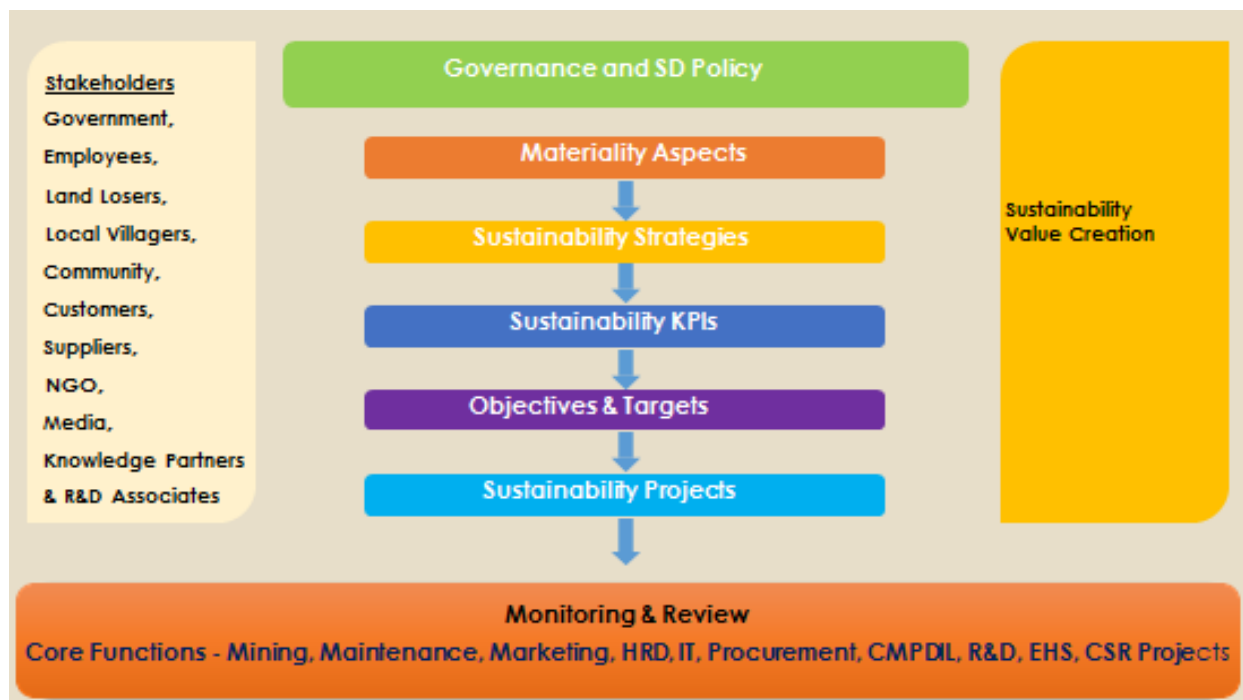 Stakeholders
Government,
Employees,
Land Losers,
Local Villagers,
Community,
Customers,
Suppliers,
NGO,
Media,
Knowledge Partners
& R&D Associates
Governance and SD Policy
Materiality Aspects
Sustainability Strategies
Sustainability KPIs
Objectives & Targets
Sustainability Projects
Sustainability
Value Creation
Monitoring & Review
Core Functions - Mining, Maintenance, Marketing, HRD, IT, Procurement, CMPDIL, R&D, EHS, CSR Projects